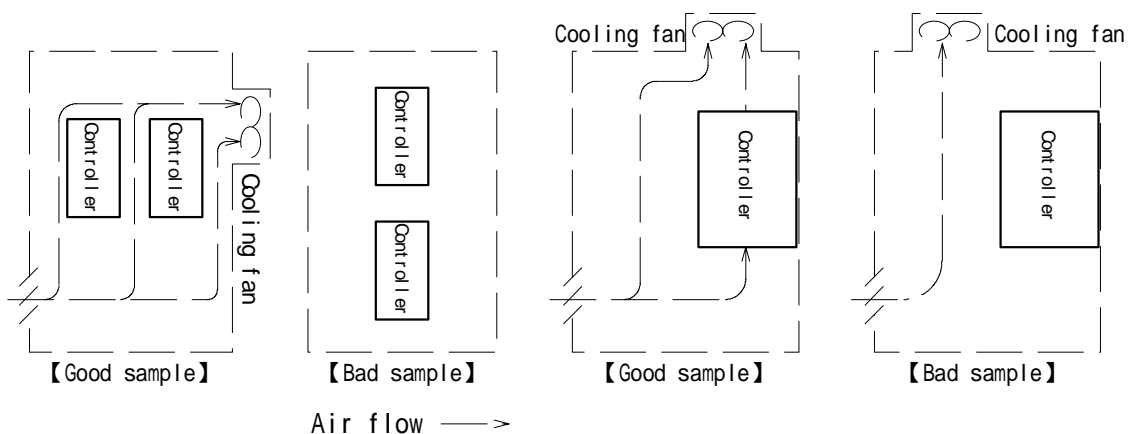 Cooling fan
Cooling fan
Controller
Controller
Controller
Controller
Controller
Controller
Cooling fan
【Good sample】
【Bad sample】
【Good sample】
【Bad sample】
Air flow